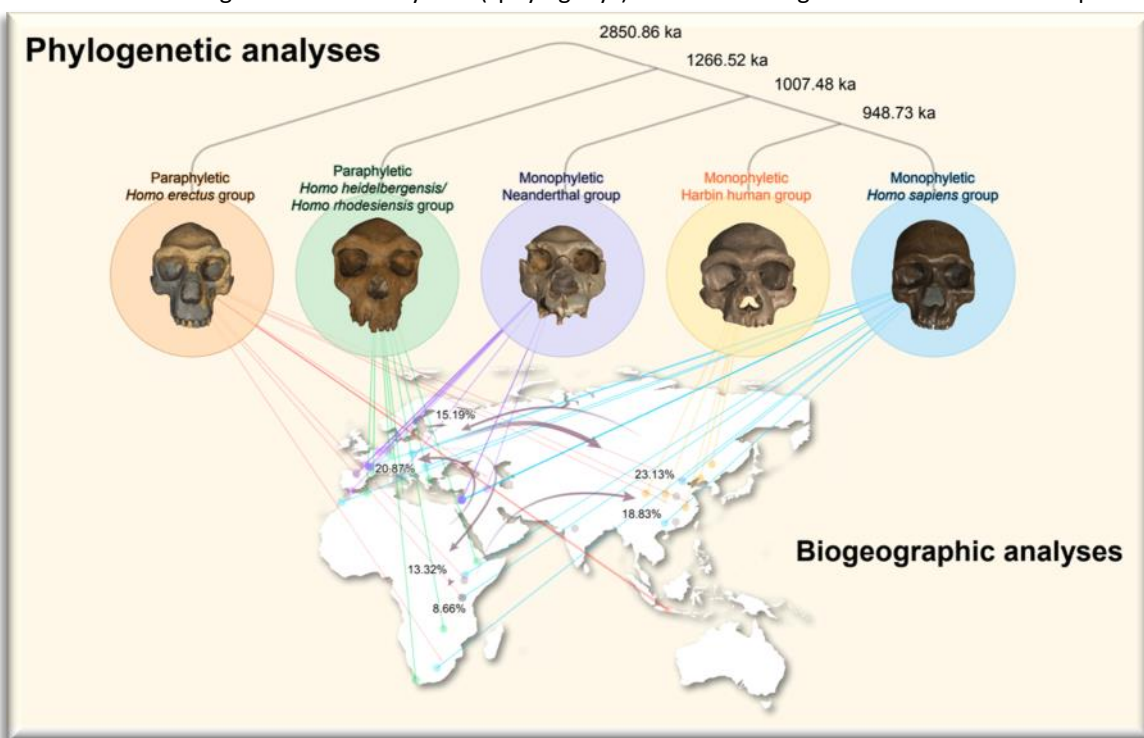 Phylogenetic analyses
2850.86 ka
1266.52 ka
1007.48 ka
948.73 ka
Paraphyletic
Homo erectus group
Paraphyletic
Homo heidelbergensis/
Homo rhodesiensis group
Monophyletic
Neanderthal group
Monophyletic
Harbin human group
Monophyletic
Homo sapiens group
15.19%
20.87%
23.13%
18.83%
13.32%
8.66%
Biogeographic analyses